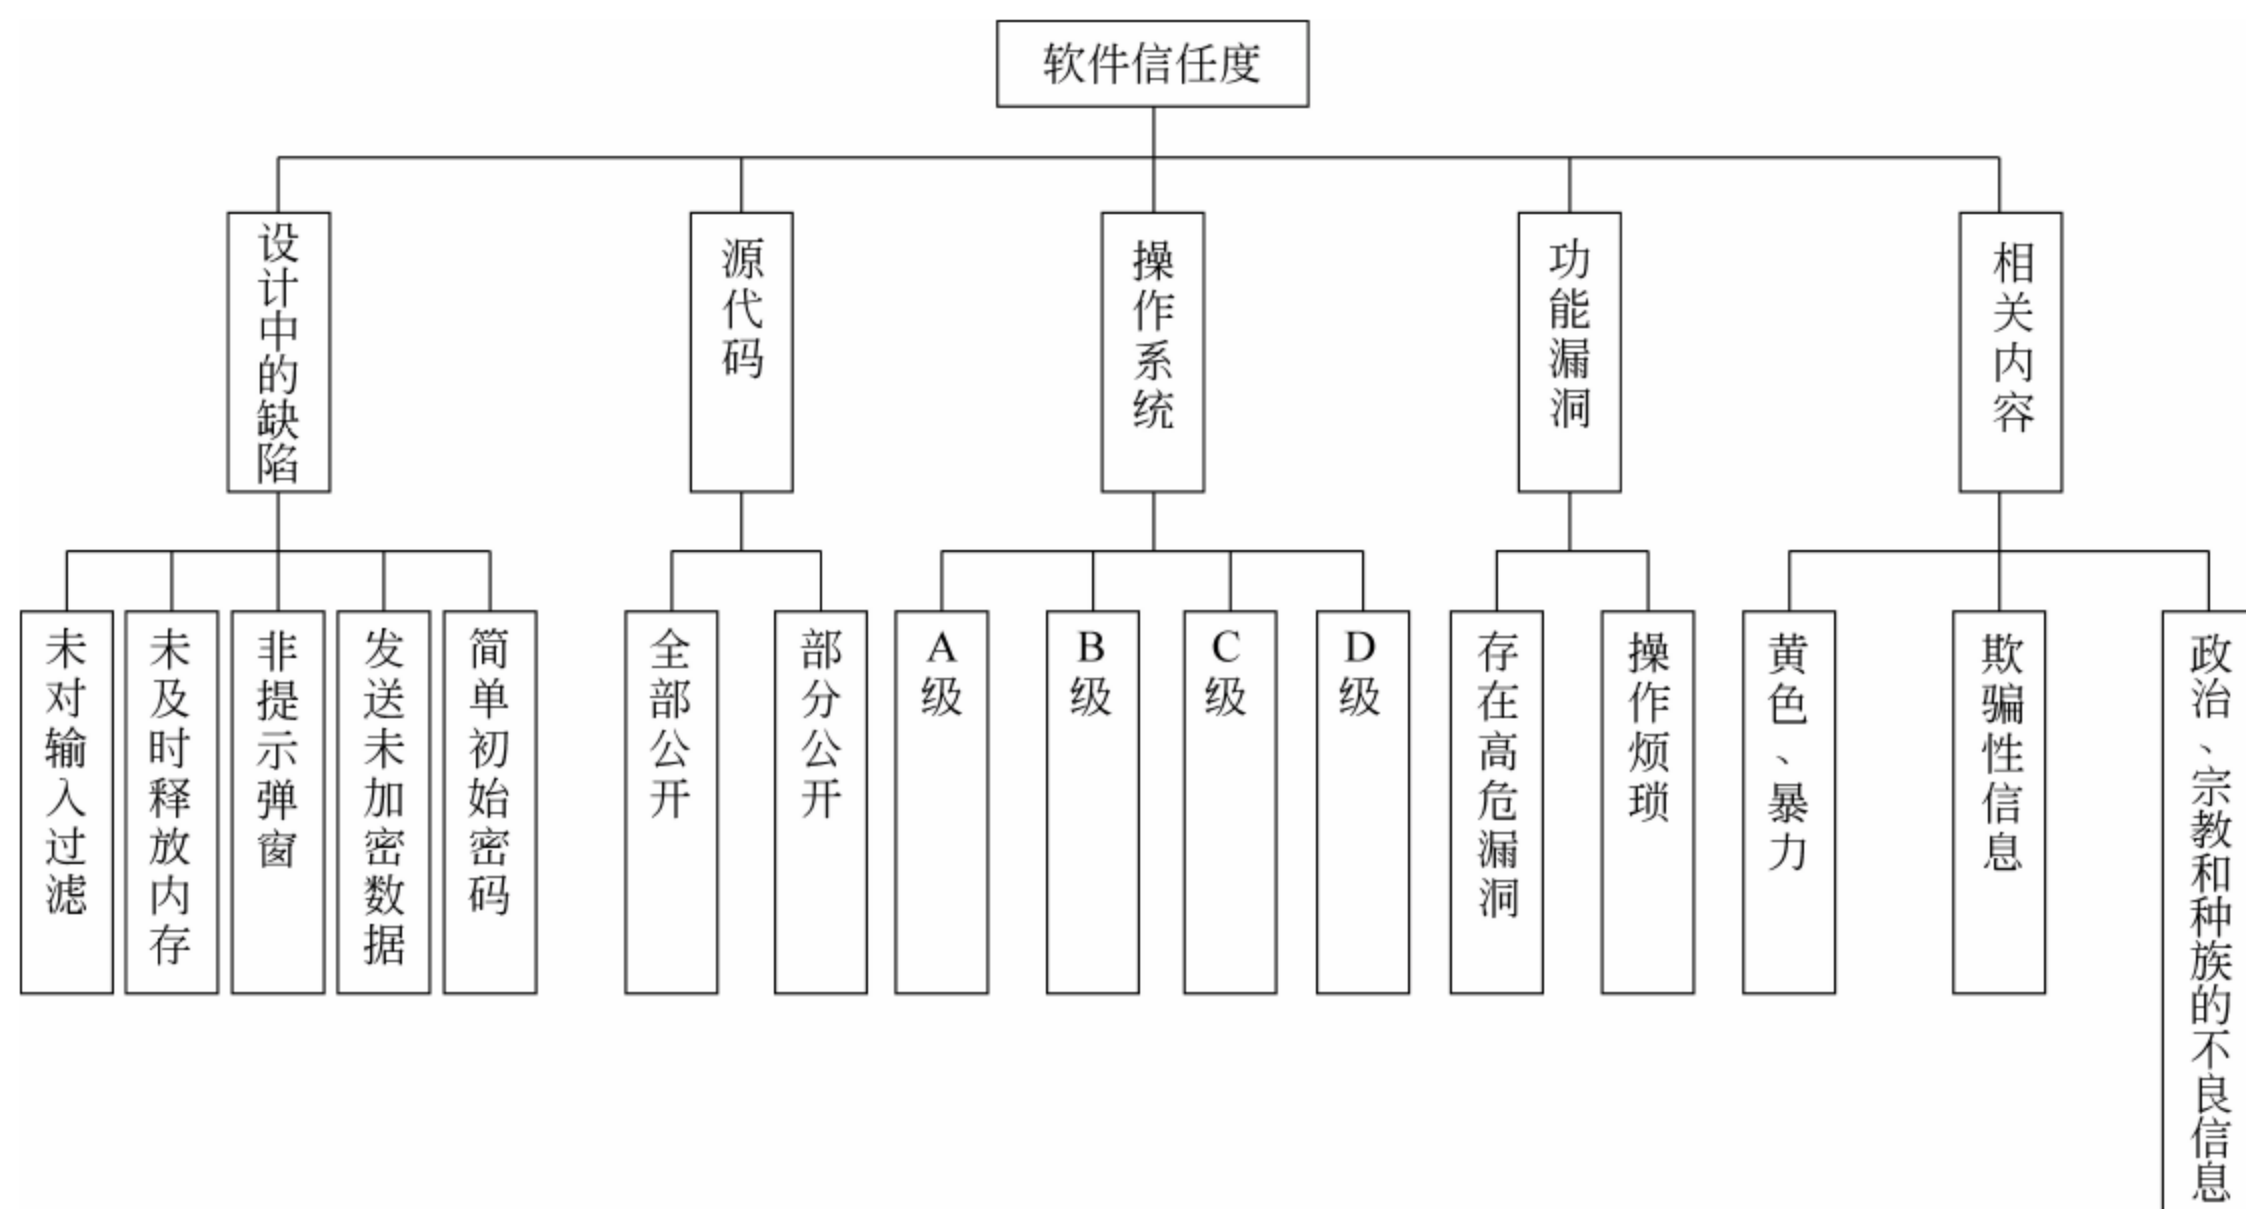 软件信任度
设计中的缺陷
源代码
操作系统
功能漏洞
相关内容
未对输入过滤
未及时释放内存
非提示弹窗
发送未加密数据
简单初始密码
全部公开
部分公开
A级
B级
C级
D级
存在高危漏洞
操作烦琐
黄色、暴力
欺骗性信息
政治、宗教和种族的不良信息